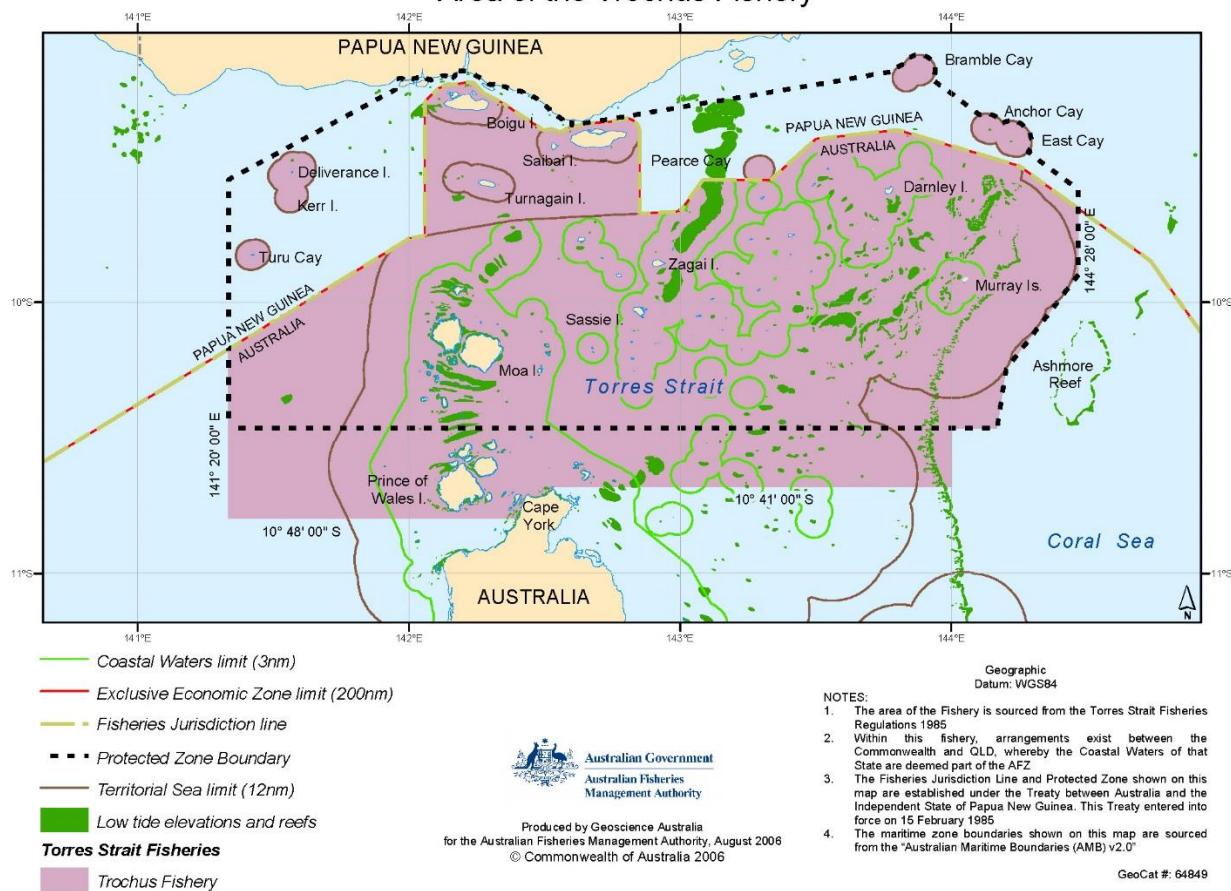 Area of the Trochus Fishery
141°E
142°E
143°E
144°E
PAPUA NEW GUINEA
Bramble Cay
Anchor Cay
East Cay
Boigu I.
Saibai I.
Pearce Cay
PAPUA NEW GUINEA
AUSTRALIA
Deliverance I.
Kerr I.
Turnagain I.
Darnley I.
Turu Cay
Zagai I.
144° 28' 00" E
Murray Is.
10°S
10°S
PAPUA NEW GUINEA
AUSTRALIA
Sassie I.
Moa I.
Torres Strait
Ashmore
Reef
141° 20' 00" E
Prince of
Wales I.
10° 41' 00" S
Cape
York
10° 48' 00" S
Coral Sea
11°S
11°S
AUSTRALIA
N
141°E
142°E
143°E
144°E
Coastal Waters limit (3nm)
Exclusive Economic Zone limit (200nm)
Fisheries Jurisdiction line
Protected Zone Boundary
Territorial Sea limit (12nm)
Low tide elevations and reefs
Torres Strait Fisheries
Trochus Fishery
Australian Government
Australian Fisheries
Management Authority
Produced by Geoscience Australia
for the Australian Fisheries Management Authority, August 2006
© Commonwealth of Australia 2006
Geographic
Datum: WGS84
NOTES:
1. The area of the Fishery is sourced from the Torres Strait Fisheries
Regulations 1985
2. Within this fishery, arrangements exist between the
Commonwealth and QLD, whereby the Coastal Waters of that
State are deemed part of the AFZ
3. The Fisheries Jurisdiction Line and Protected Zone shown on this
map are established under the Treaty between Australia and the
Independent State of Papua New Guinea. This Treaty entered into
force on 15 February 1985
4. The maritime zone boundaries shown on this map are sourced
from the "Australian Maritime Boundaries (AMB) v2.0"
GeoCat #: 64849